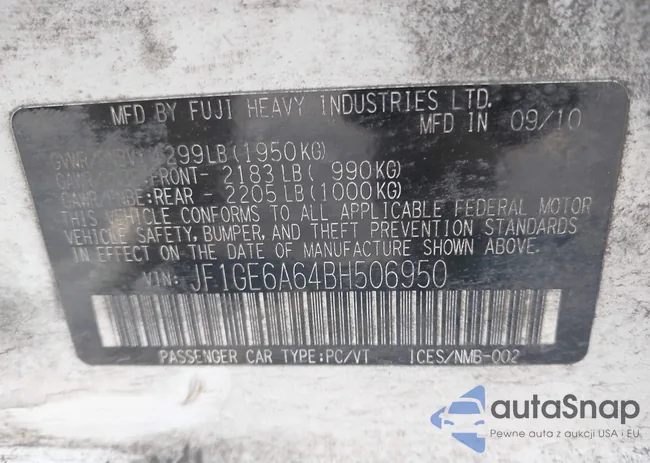 MFD BY FUJI HEAVY INDUSTRIES LTD.
MFD IN 09/10
299LB(1950KG)
FRONT- 2183LB( 990KG)
:REAR 2205LB(1000KG)
THIS VEHICLE CONFORMS TO ALL APPLICABLE FEDERAL MOTOR
VEHICLE SAFETY, BUMPER, AND THEFT PREVENTION STANDARDS
IN EFFECT ON THE DATE OF MANUFACTURE SHOWN ABOVE.
VIN: JF1GE6A64BH506950
PASSENGER CAR TYPE:PC/VT ICES/NMB-002
autaSnap
Pewne auta z aukcji USA i EU